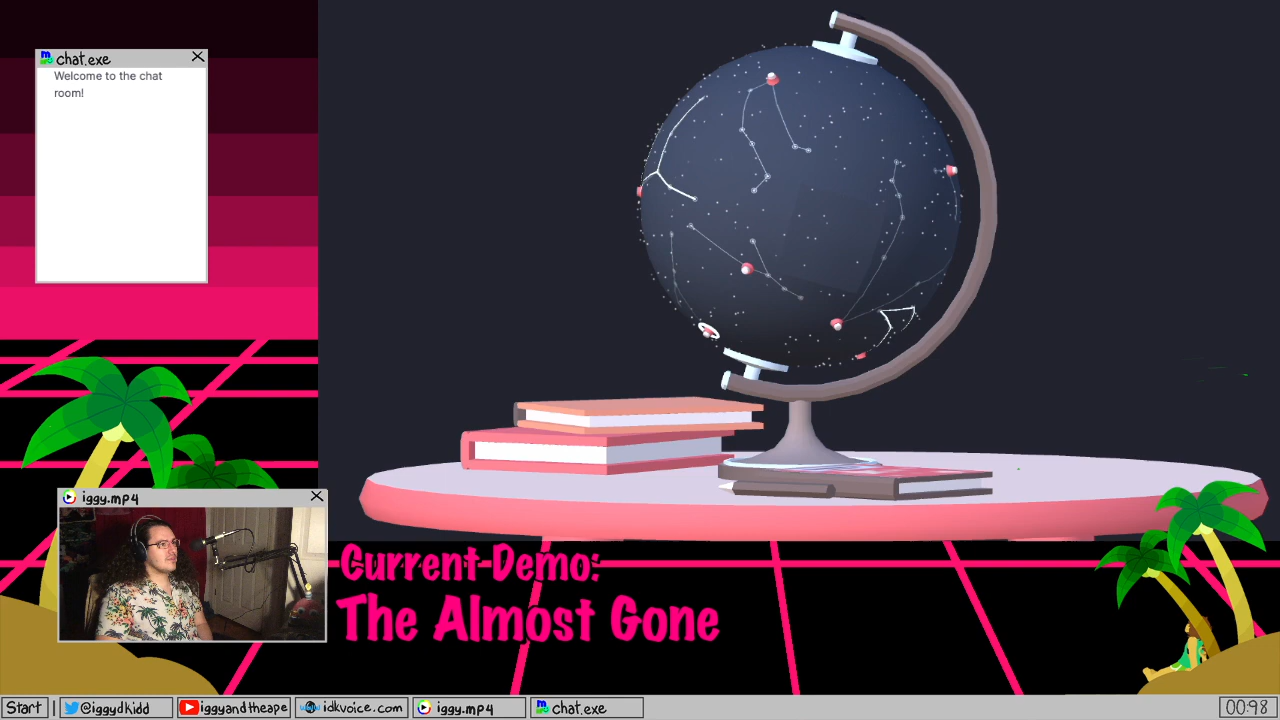 chat.exe
Welcome to the chat
room!
iggy.mp4
Current Demo:
The Almost Gone
Start
@iggydkidd
iggyandtheape
www
idkvoice.com
iggy.mp4
chat.exe
00:98